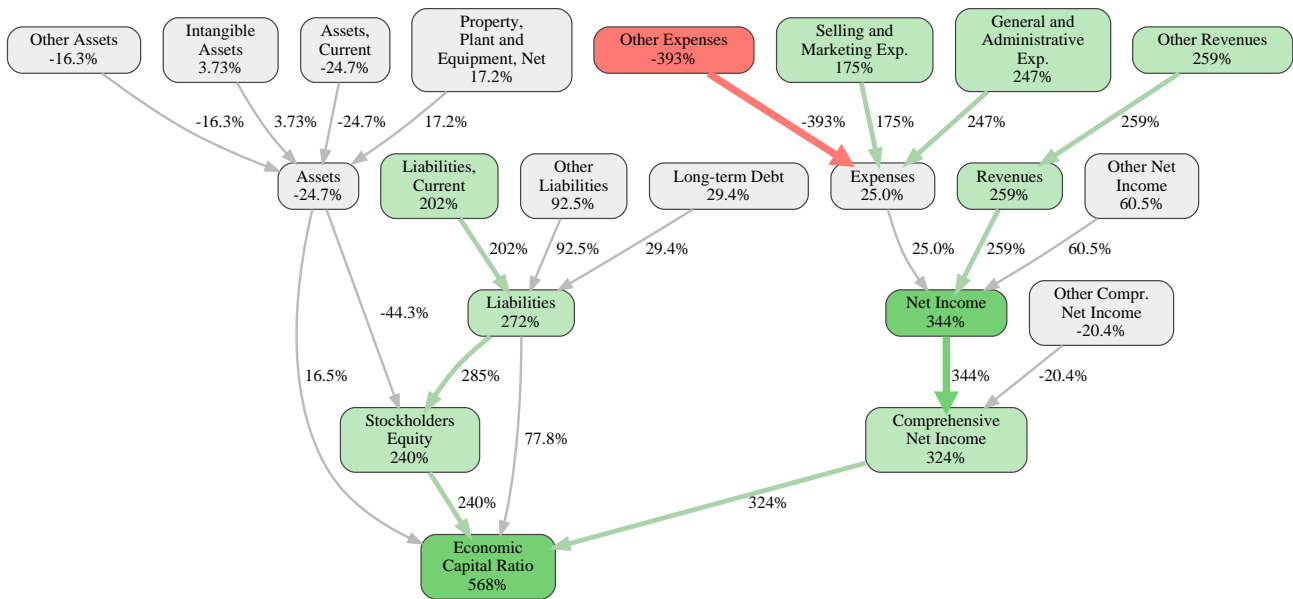 Other Assets
-16.3%
Intangible
Assets
3.73%
Assets,
Current
-24.7%
Property,
Plant and
Equipment, Net
17.2%
Other Expenses
-393%
Selling and
Marketing Exp.
175%
General and
Administrative
Exp.
247%
Other Revenues
259%
-16.3%
3.73%
-24.7%
17.2%
-393%
175%
247%
259%
Assets
-24.7%
Liabilities,
Current
202%
Other
Liabilities
92.5%
Long-term Debt
29.4%
Expenses
25.0%
Revenues
259%
Other Net
Income
60.5%
202%
92.5%
29.4%
25.0%
259%
60.5%
Liabilities
272%
Net Income
344%
Other Compr.
Net Income
-20.4%
-44.3%
16.5%
285%
77.8%
344%
-20.4%
Stockholders
Equity
240%
Comprehensive
Net Income
324%
240%
324%
Economic
Capital Ratio
568%